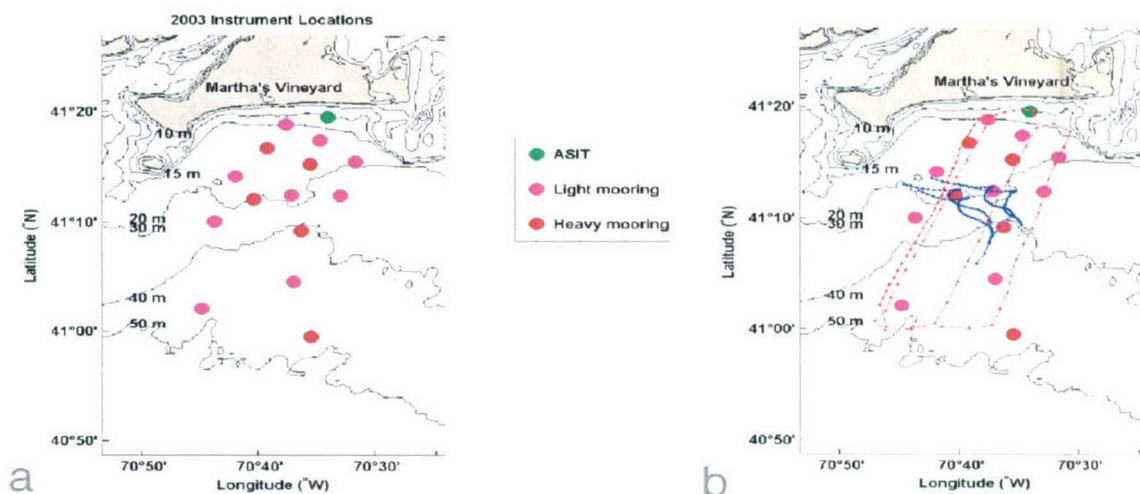 2003 Instrument Locations
Martha's Vineyard
41°20'
10 m
15 m
41°10'
20 m
30 m
40 m
41°00'
50 m
40°50'
70°50' 70°40' 70°30'
Longitude (°W)
Latitude (°N)
a
ASIT
Light mooring
Heavy mooring
Martha's Vineyard
41°20'
10 m
15 m
41°10'
20 m
30 m
40 m
50 m
41°00'
40°50'
70°50' 70°40' 70°30'
Longitude (°W)
Latitude (°N)
b